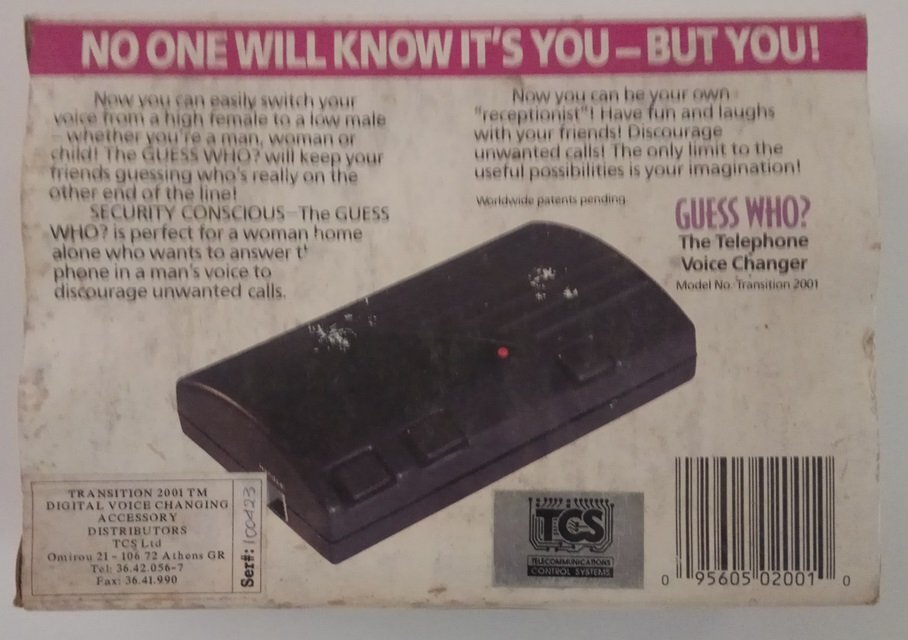 NO ONE WILL KNOW IT'S YOU — BUT YOU!
Now you can easily switch your
voice from a high female to a low male
– whether you're a man, woman or
child! The GUESS WHO? will keep your
friends guessing who's really on the
other end of the line!
SECURITY CONSCIOUS—The GUESS
WHO? is perfect for a woman home
alone who wants to answer t'
phone in a man's voice to
discourage unwanted calls.
Now you can be your own
"receptionist"! Have fun and laughs
with your friends! Discourage
unwanted calls! The only limit to the
useful possibilities is your imagination!
Worldwide patents pending.
GUESS WHO?
The Telephone
Voice Changer
Model No. Transition 2001
TRANSITION 2001 TM
DIGITAL VOICE CHANGING
ACCESSORY
DISTRIBUTORS
TCS Ltd
Omirou 21 - 106 72 Athens GR
Tel: 36.42.056-7
Fax: 36.41.990
Ser#: 100423
TCS
TELECOMMUNICATIONS
CONTROL SYSTEMS
0 95605 02001 0